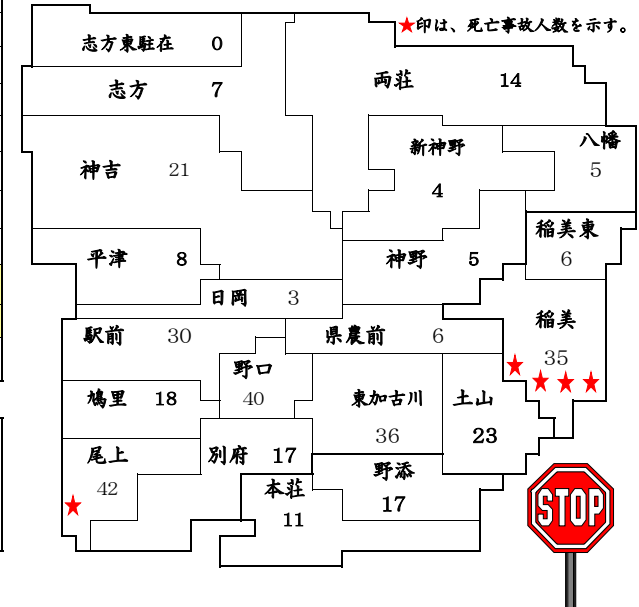 ★印は、死亡事故人数を示す。
志方東駐在 0
志方 7
両荘 14
新神野
4
八幡
5
神吉 21
稲美東
6
平津 8
神野 5
日岡 3
稲美
35
★
★ ★ ★
駅前 30
県農前 6
野口
40
鳩里 18
東加古川
36
土山
23
尾上
42
★
別府 17
野添
17
本荘
11
STOP